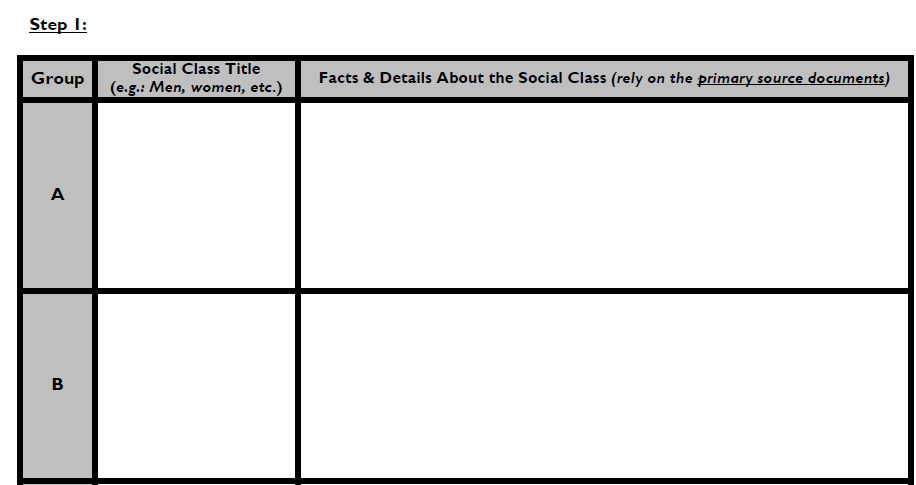 Step 1:
Group
Social Class Title
(e.g.: Men, women, etc.)
Facts & Details About the Social Class (rely on the primary source documents)
A
B